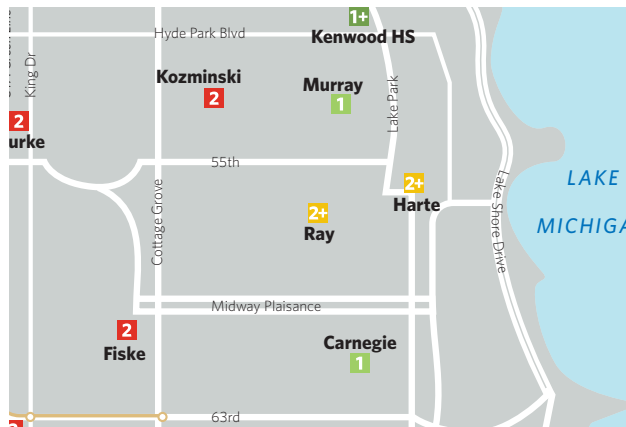 1+
Hyde Park Blvd
Kenwood HS
King Dr
Kozminski
2
Murray
1
Lake Park
2
urke
55th
2+
Harte
LAKE
MICHIGA
Lake Shore Drive
2+
Ray
Cottage Grove
Midway Plaisance
2
Fiske
Carnegie
1
63rd
2